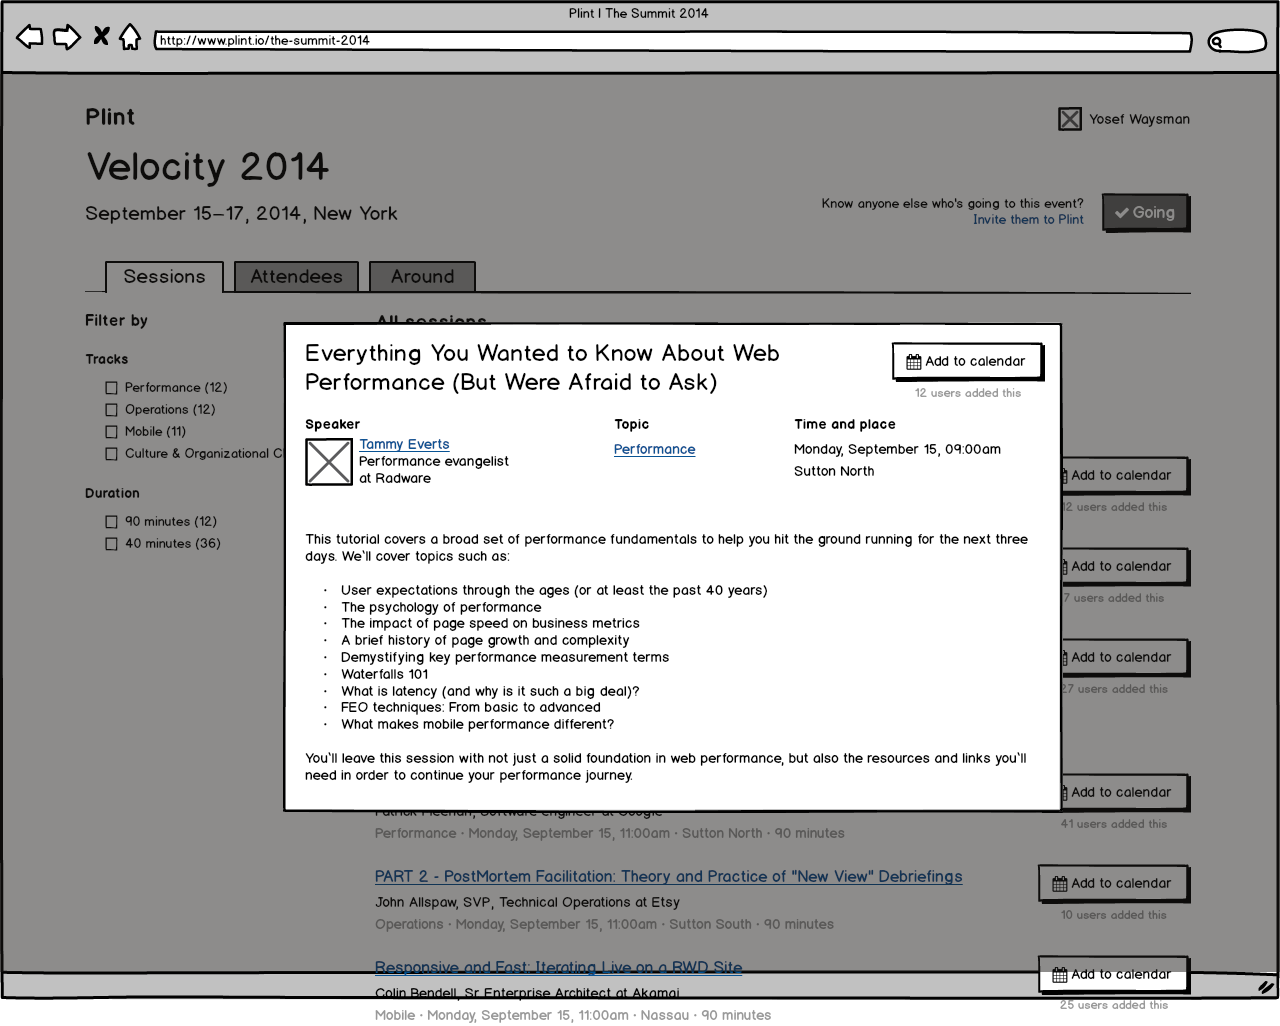 Plint | The Summit 2014
http://www.plint.io/the-summit-2014
Plint
Yosef Waysman
Velocity 2014
September 15–17, 2014, New York
Know anyone else who's going to this event?
Invite them to Plint
Going
Sessions
Attendees
Around
Filter by
All sessions
Tracks
Performance (12)
Operations (12)
Mobile (11)
Culture & Organizational C
Duration
90 minutes (12)
40 minutes (36)
Everything You Wanted to Know About Web
Performance (But Were Afraid to Ask)
Add to calendar
12 users added this
Speaker
Tammy Everts
Performance evangelist
at Radware
Topic
Performance
Time and place
Monday, September 15, 09:00am
Sutton North
This tutorial covers a broad set of performance fundamentals to help you hit the ground running for the next three
days. We'll cover topics such as:
· User expectations through the ages (or at least the past 40 years)
· The psychology of performance
· The impact of page speed on business metrics
· A brief history of page growth and complexity
· Demystifying key performance measurement terms
· Waterfalls 101
· What is latency (and why is it such a big deal)?
· FEO techniques: From basic to advanced
· What makes mobile performance different?
You'll leave this session with not just a solid foundation in web performance, but also the resources and links you'll
need in order to continue your performance journey.
Add to calendar
12 users added this
Add to calendar
7 users added this
Add to calendar
27 users added this
Add to calendar
41 users added this
Patrick Meenan, Software engineer at Google
Performance · Monday, September 15, 11:00am · Sutton North · 90 minutes
PART 2 - PostMortem Facilitation: Theory and Practice of "New View" Debriefings
John Allspaw, SVP, Technical Operations at Etsy
Operations · Monday, September 15, 11:00am · Sutton South · 90 minutes
Add to calendar
10 users added this
Responsive and Fast: Iterating Live on a RWD Site
Colin Bendell, Sr. Enterprise Architect at Akamai
Mobile · Monday, September 15, 11:00am · Nassau · 90 minutes
Add to calendar
25 users added this